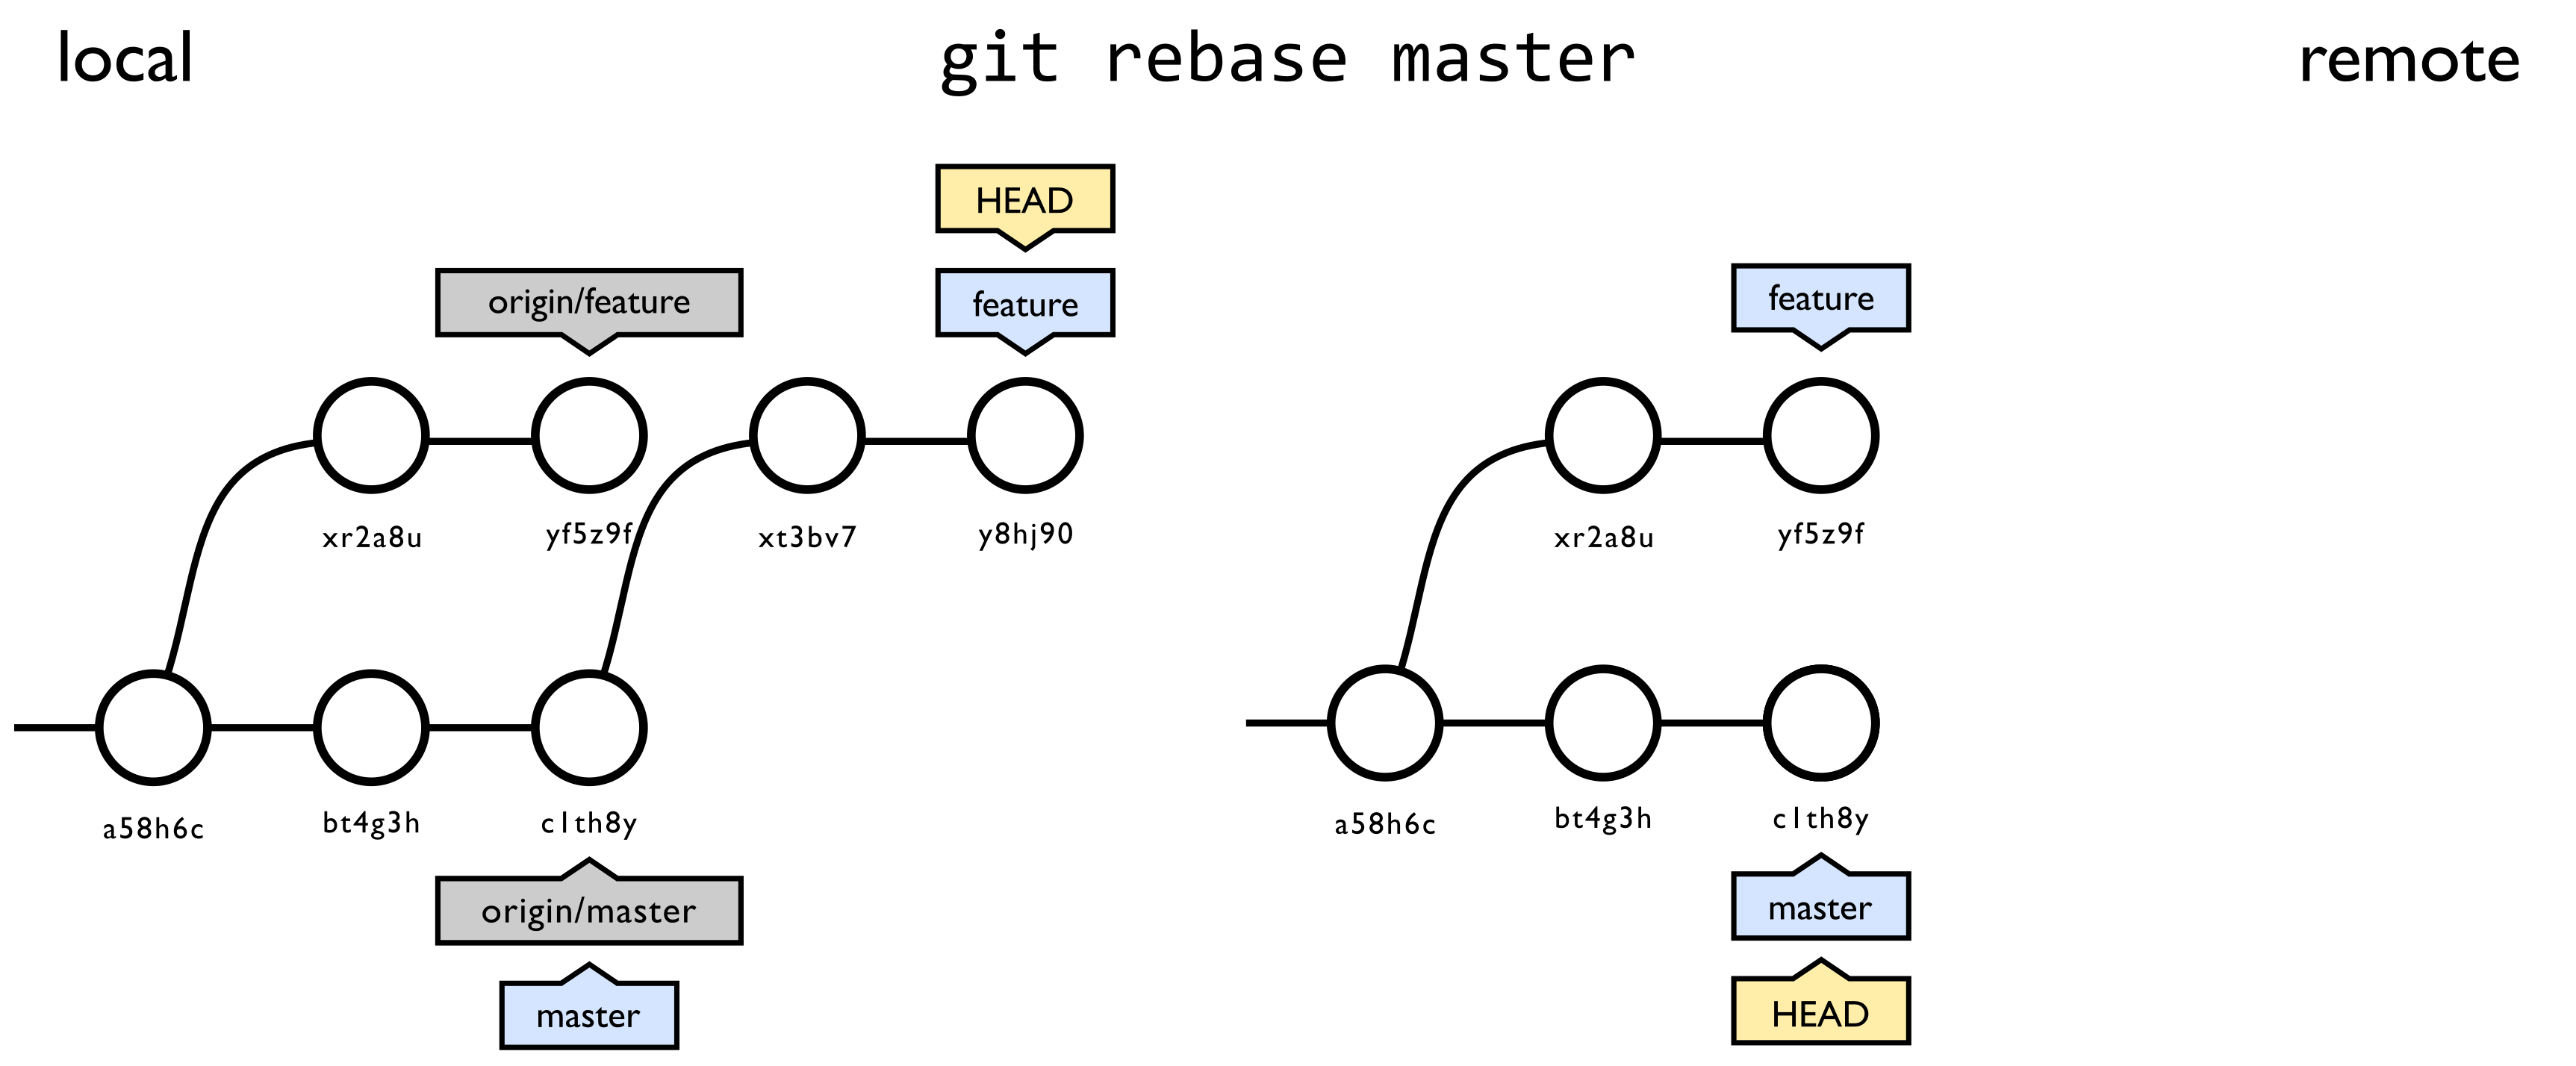 local
git rebase master
remote
HEAD
origin/feature
feature
feature
xr2a8u
yf5z9f
xt3bv7
y8hj90
xr2a8u
yf5z9f
a58h6c
bt4g3h
c1th8y
a58h6c
bt4g3h
c1th8y
origin/master
master
master
HEAD